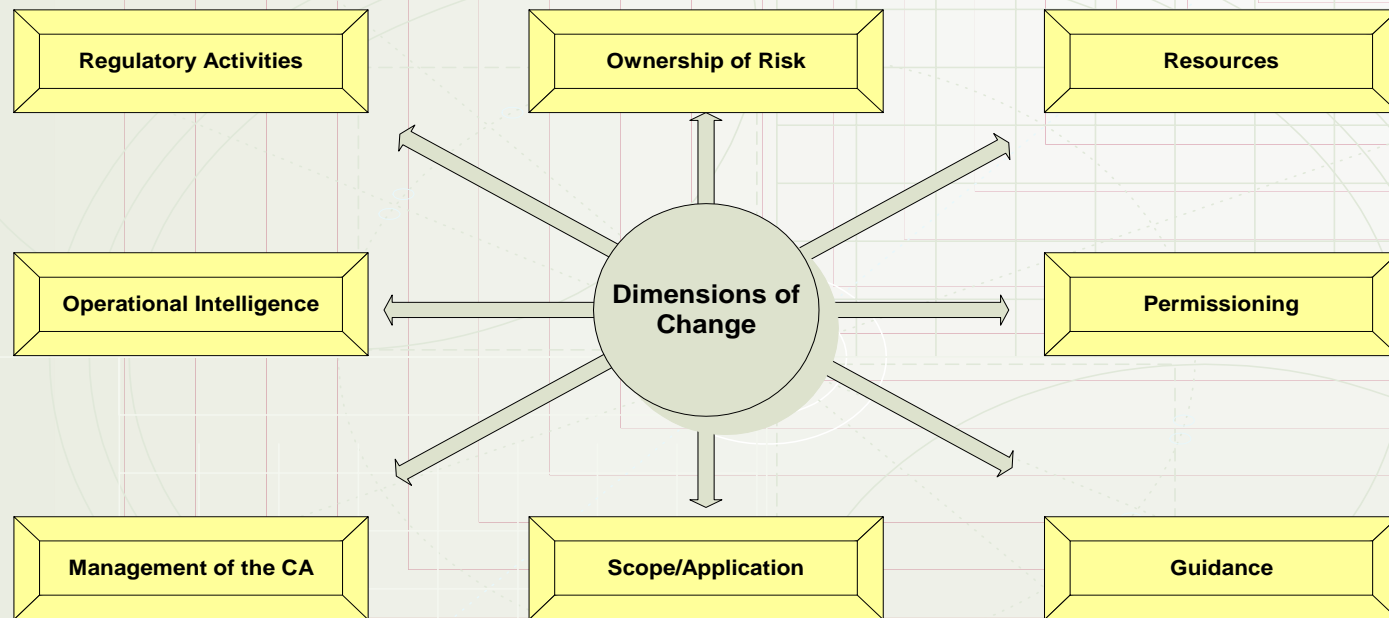 Regulatory Activities
Ownership of Risk
Resources
Operational Intelligence
Dimensions of
Change
Permissioning
Management of the CA
Scope/Application
Guidance